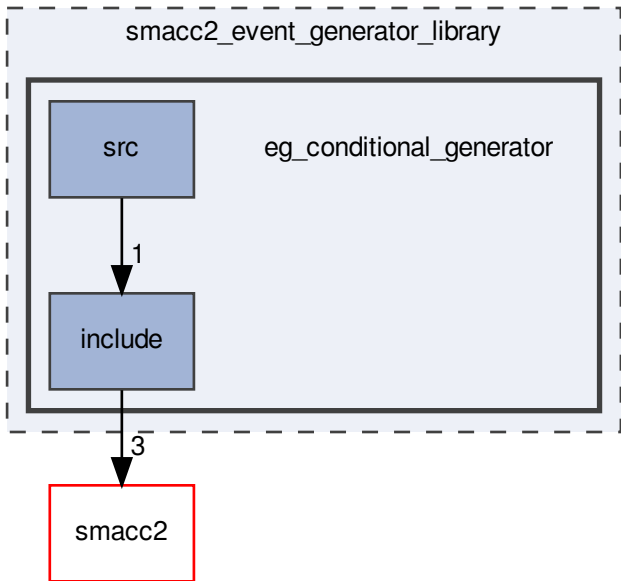 smacc2_event_generator_library
src
eg_conditional_generator
1
include
3
smacc2